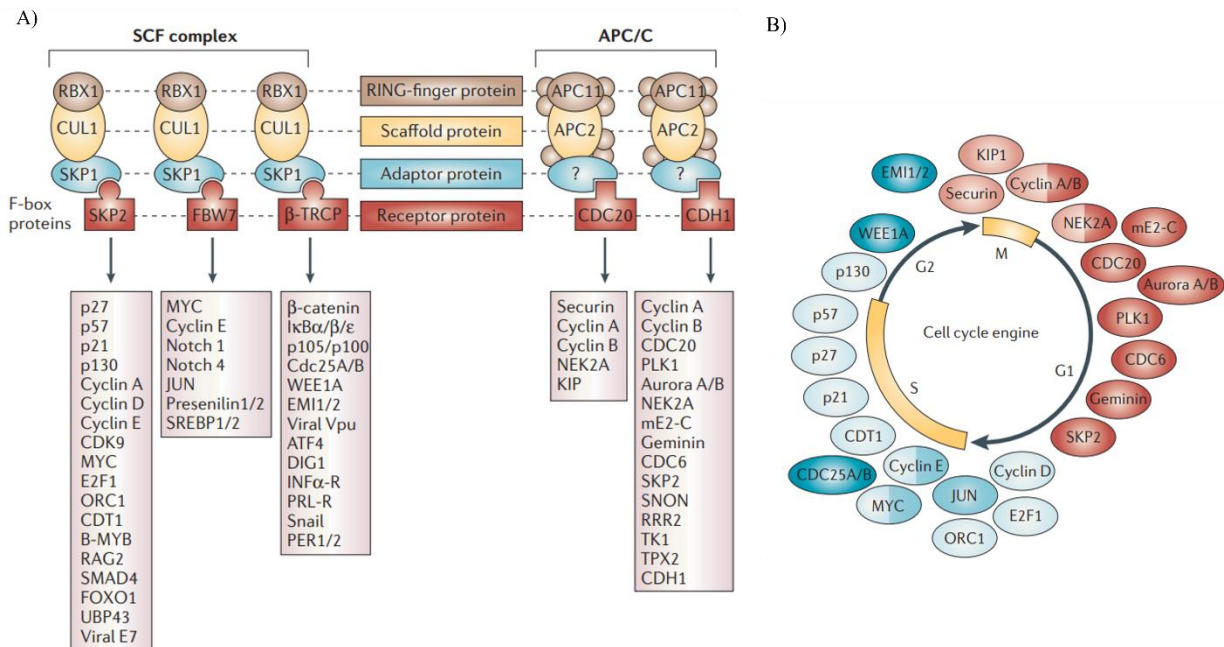 A)
SCF complex
APC/C
RBX1
RBX1
RBX1
RING-finger protein
APC11
APC11
CUL1
CUL1
CUL1
Scaffold protein
APC2
APC2
SKP1
SKP1
SKP1
Adaptor protein
?
?
F-box
proteins
SKP2
FBW7
β-TRCP
Receptor protein
CDC20
CDH1
p27
p57
p21
p130
Cyclin A
Cyclin D
Cyclin E
CDK9
MYC
E2F1
ORC1
CDT1
B-MYB
RAG2
SMAD4
FOXO1
UBP43
Viral E7
MYC
Cyclin E
Notch 1
Notch 4
JUN
Presenilin1/2
SREBP1/2
β-catenin
IκBα/β/ε
p105/p100
Cdc25A/B
WEE1A
EMI1/2
Viral Vpu
ATF4
DIG1
INFα-R
PRL-R
Snail
PER1/2
Securin
Cyclin A
Cyclin B
NEK2A
KIP
Cyclin A
Cyclin B
CDC20
PLK1
Aurora A/B
NEK2A
mE2-C
Geminin
CDC6
SKP2
SNON
RRR2
TK1
TPX2
CDH1
B)
KIP1
EMI1/2
Securin
Cyclin A/B
WEE1A
NEK2A
mE2-C
p130
G2
M
CDC20
Aurora A/B
p57
PLK1
Cell cycle engine
p27
CDC6
G1
S
p21
Geminin
CDT1
SKP2
CDC25A/B
Cyclin E
Cyclin D
MYC
JUN
E2F1
ORC1